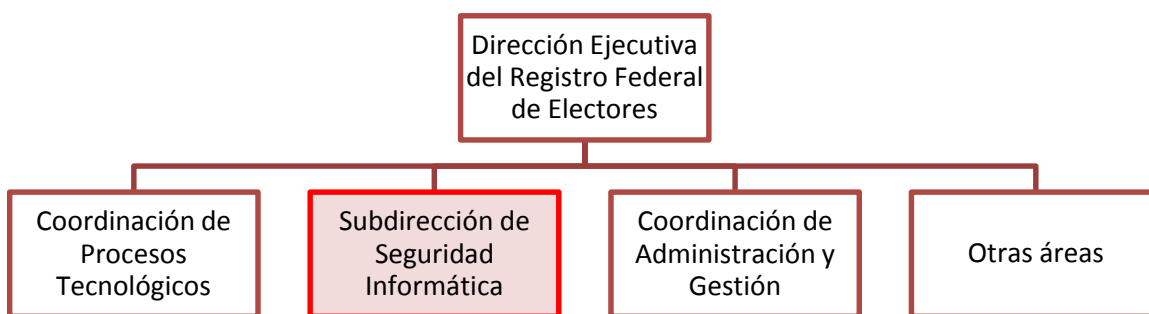 Dirección Ejecutiva
del Registro Federal
de Electores
Coordinación de
Procesos
Tecnológicos
Subdirección de
Seguridad
Informática
Coordinación de
Administración y
Gestión
Otras áreas